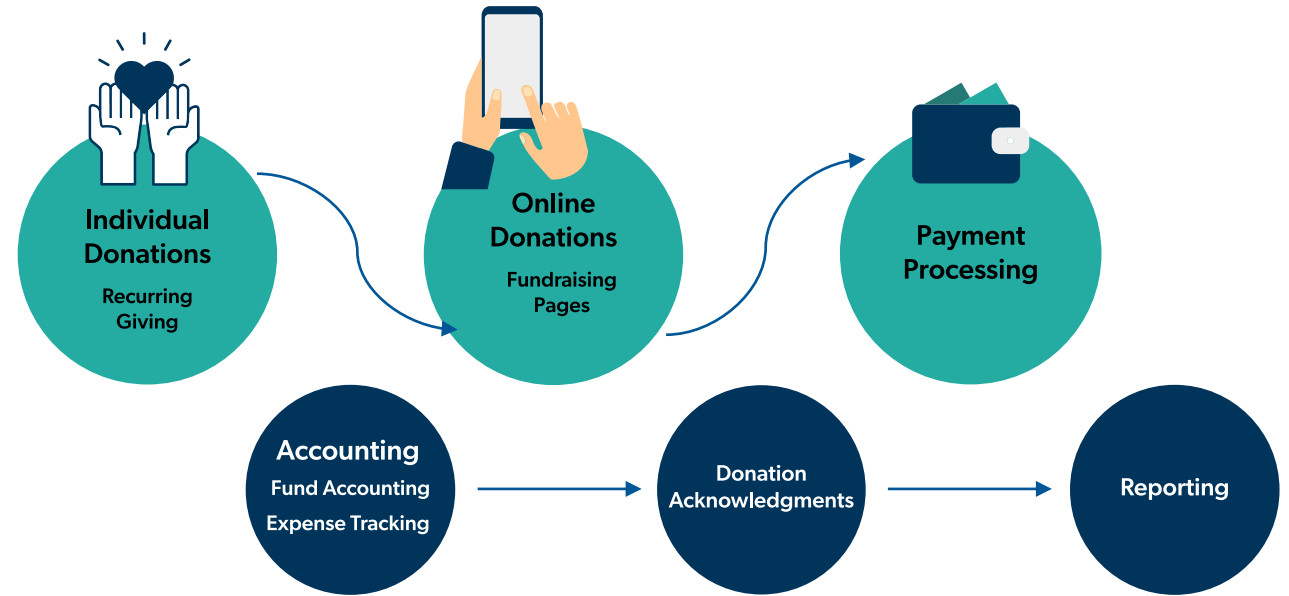 Individual
Donations
Recurring
Giving
Online
Donations
Fundraising
Pages
Payment
Processing
Accounting
Fund Accounting
Expense Tracking
Donation
Acknowledgments
Reporting